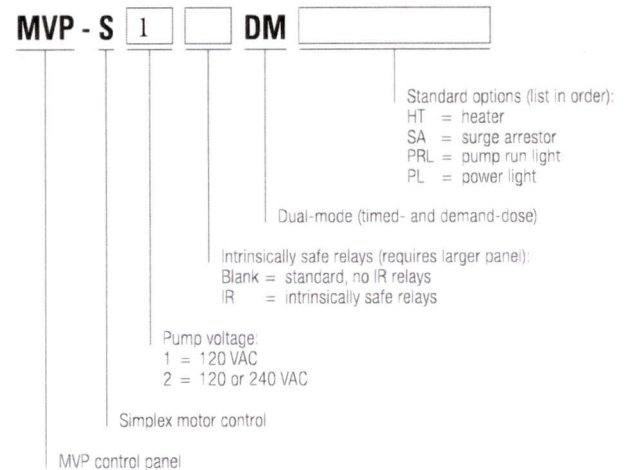 MVP - S 1 DM
Standard options (list in order):
HT = heater
SA = surge arrestor
PRL = pump run light
PL = power light
Dual-mode (timed- and demand-dose)
Intrinsically safe relays (requires larger panel):
Blank = standard, no IR relays
IR = intrinsically safe relays
Pump voltage:
1 = 120 VAC
2 = 120 or 240 VAC
Simplex motor control
MVP control panel